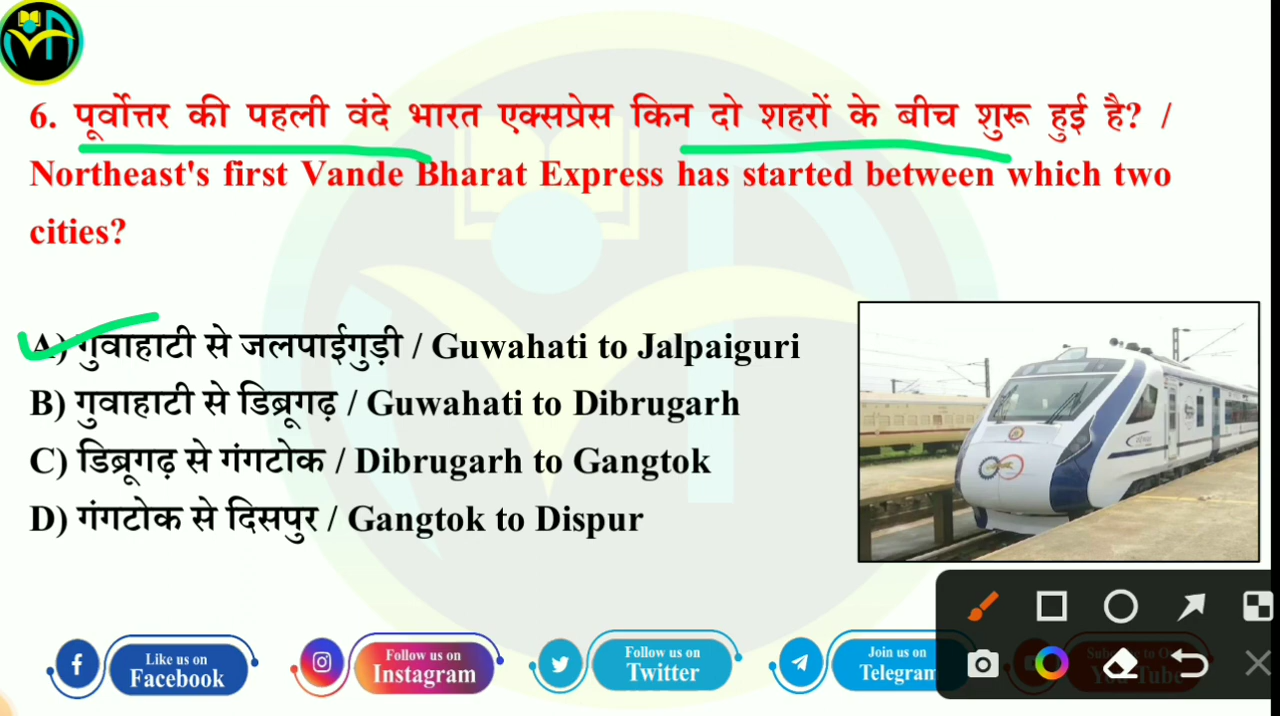 6. पूर्वोत्तर की पहली वंदे भारत एक्सप्रेस किन दो शहरों के बीच शुरू हुई है? /
Northeast's first Vande Bharat Express has started between which two
cities?
A) गुवाहाटी से जलपाईगुड़ी / Guwahati to Jalpaiguri
B) गुवाहाटी से डिब्रूगढ़ / Guwahati to Dibrugarh
C) डिब्रूगढ़ से गंगटोक / Dibrugarh to Gangtok
D) गंगटोक से दिसपुर / Gangtok to Dispur
Like us on
Facebook
Follow us on
Instagram
Follow us on
Twitter
Join us on
Telegram